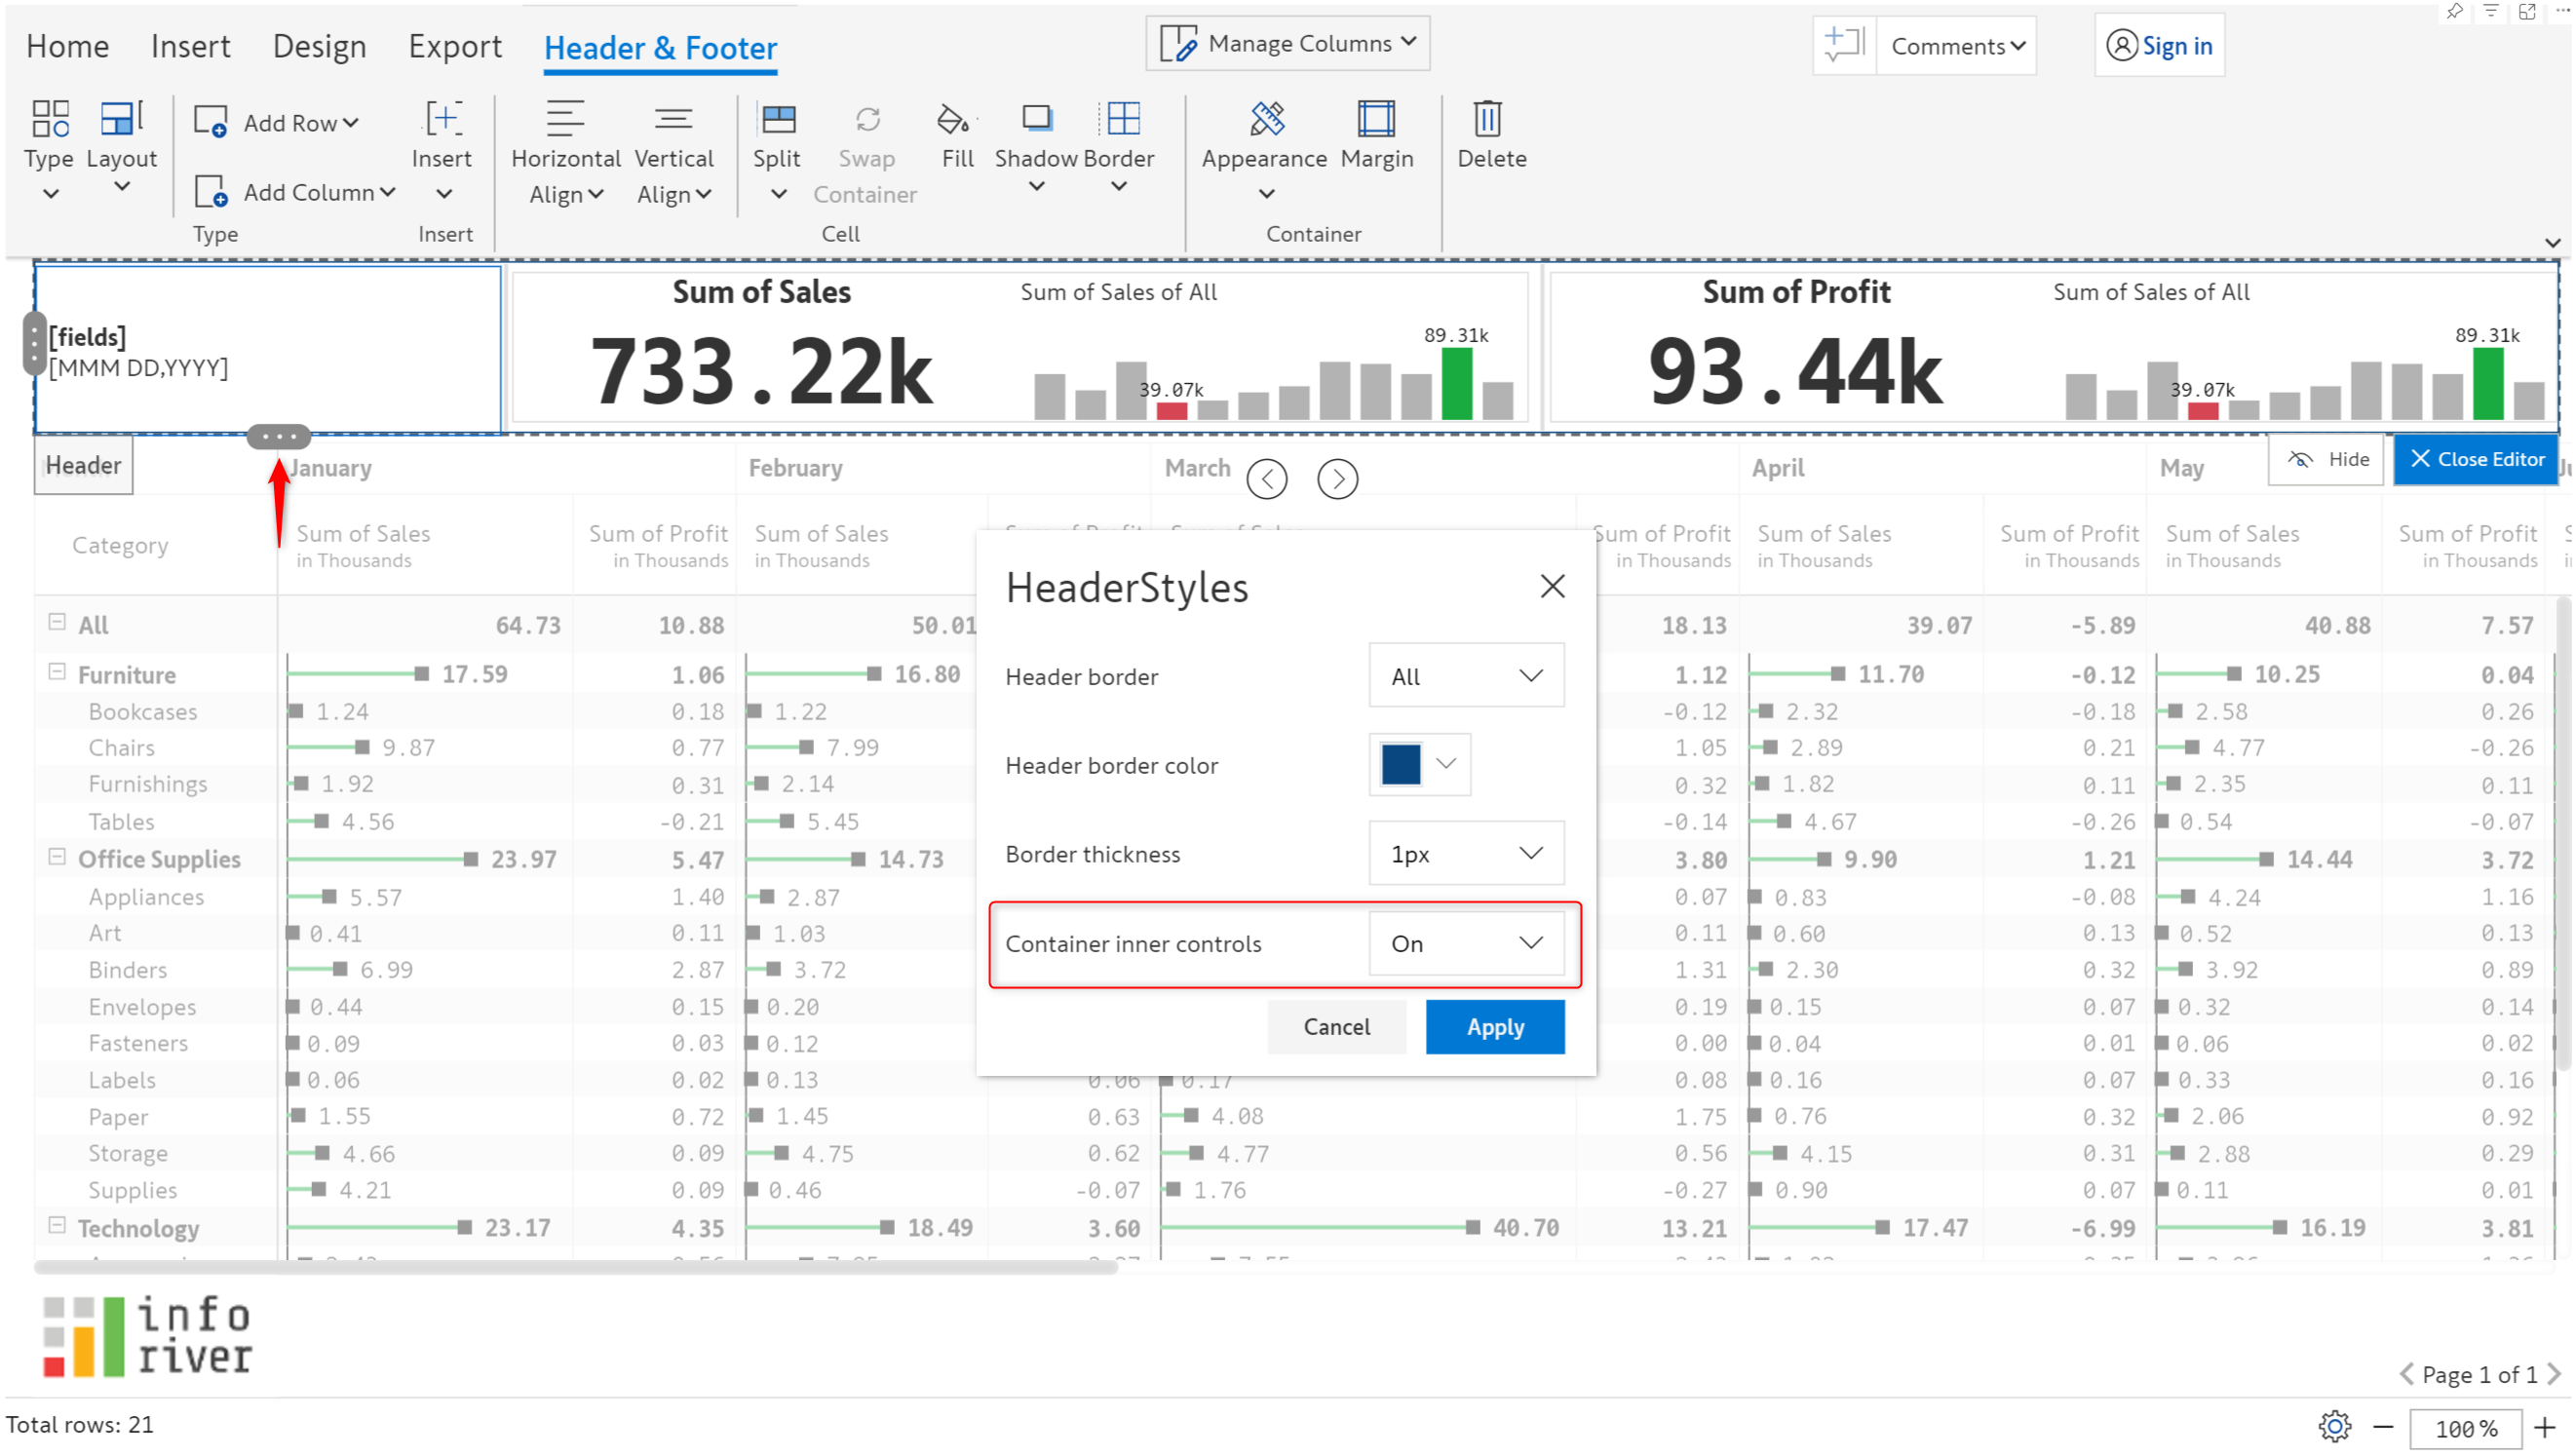 Home Insert Design Export Header & Footer Manage Columns Comments Sign in
Add Row
Type Layout Insert Horizontal Vertical Split Swap Fill Shadow Border Appearance Margin Delete
Add Column Align Align Container
Type Insert Cell Container
Sum of Sales Sum of Sales of All Sum of Profit Sum of Sales of All
[fields] 733.22k 89.31k 93.44k 89.31k
[MMM DD,YYYY] 39.07k 39.07k
Header January February March April May Hide Close Editor
Category Sum of Sales Sum of Profit Sum of Sales Sum of Profit Sum of Sales Sum of Profit Sum of Sales Sum of Profit
in Thousands in Thousands in Thousands in Thousands in Thousands in Thousands in Thousands in Thousands
HeaderStyles
Header border All
Header border color
Border thickness 1px
Container inner controls On
Cancel Apply
All 64.73 10.88 50.01 18.13 39.07 -5.89 40.88 7.57
Furniture 17.59 1.06 16.80 1.12 11.70 -0.12 10.25 0.04
Bookcases 1.24 0.18 1.22 -0.12 2.32 -0.18 2.58 0.26
Chairs 9.87 0.77 7.99 1.05 2.89 0.21 4.77 -0.26
Furnishings 1.92 0.31 2.14 0.32 1.82 0.11 2.35 0.11
Tables 4.56 -0.21 5.45 -0.14 4.67 -0.26 0.54 -0.07
Office Supplies 23.97 5.47 14.73 3.80 9.90 1.21 14.44 3.72
Appliances 5.57 1.40 2.87 0.07 0.83 -0.08 4.24 1.16
Art 0.41 0.11 1.03 0.11 0.60 0.13 0.52 0.13
Binders 6.99 2.87 3.72 1.31 2.30 0.32 3.92 0.89
Envelopes 0.44 0.15 0.20 0.19 0.15 0.07 0.32 0.14
Fasteners 0.09 0.03 0.12 0.00 0.04 0.01 0.06 0.02
Labels 0.06 0.02 0.13 0.06 0.17 0.08 0.16 0.07 0.33 0.16
Paper 1.55 0.72 1.45 0.63 4.08 1.75 0.76 0.32 2.06 0.92
Storage 4.66 0.09 4.75 0.62 4.77 0.56 4.15 0.31 2.88 0.29
Supplies 4.21 0.09 0.46 -0.07 1.76 -0.27 0.90 0.07 0.11 0.01
Technology 23.17 4.35 18.49 3.60 40.70 13.21 17.47 -6.99 16.19 3.81
info
river
Page 1 of 1
Total rows: 21 100 %